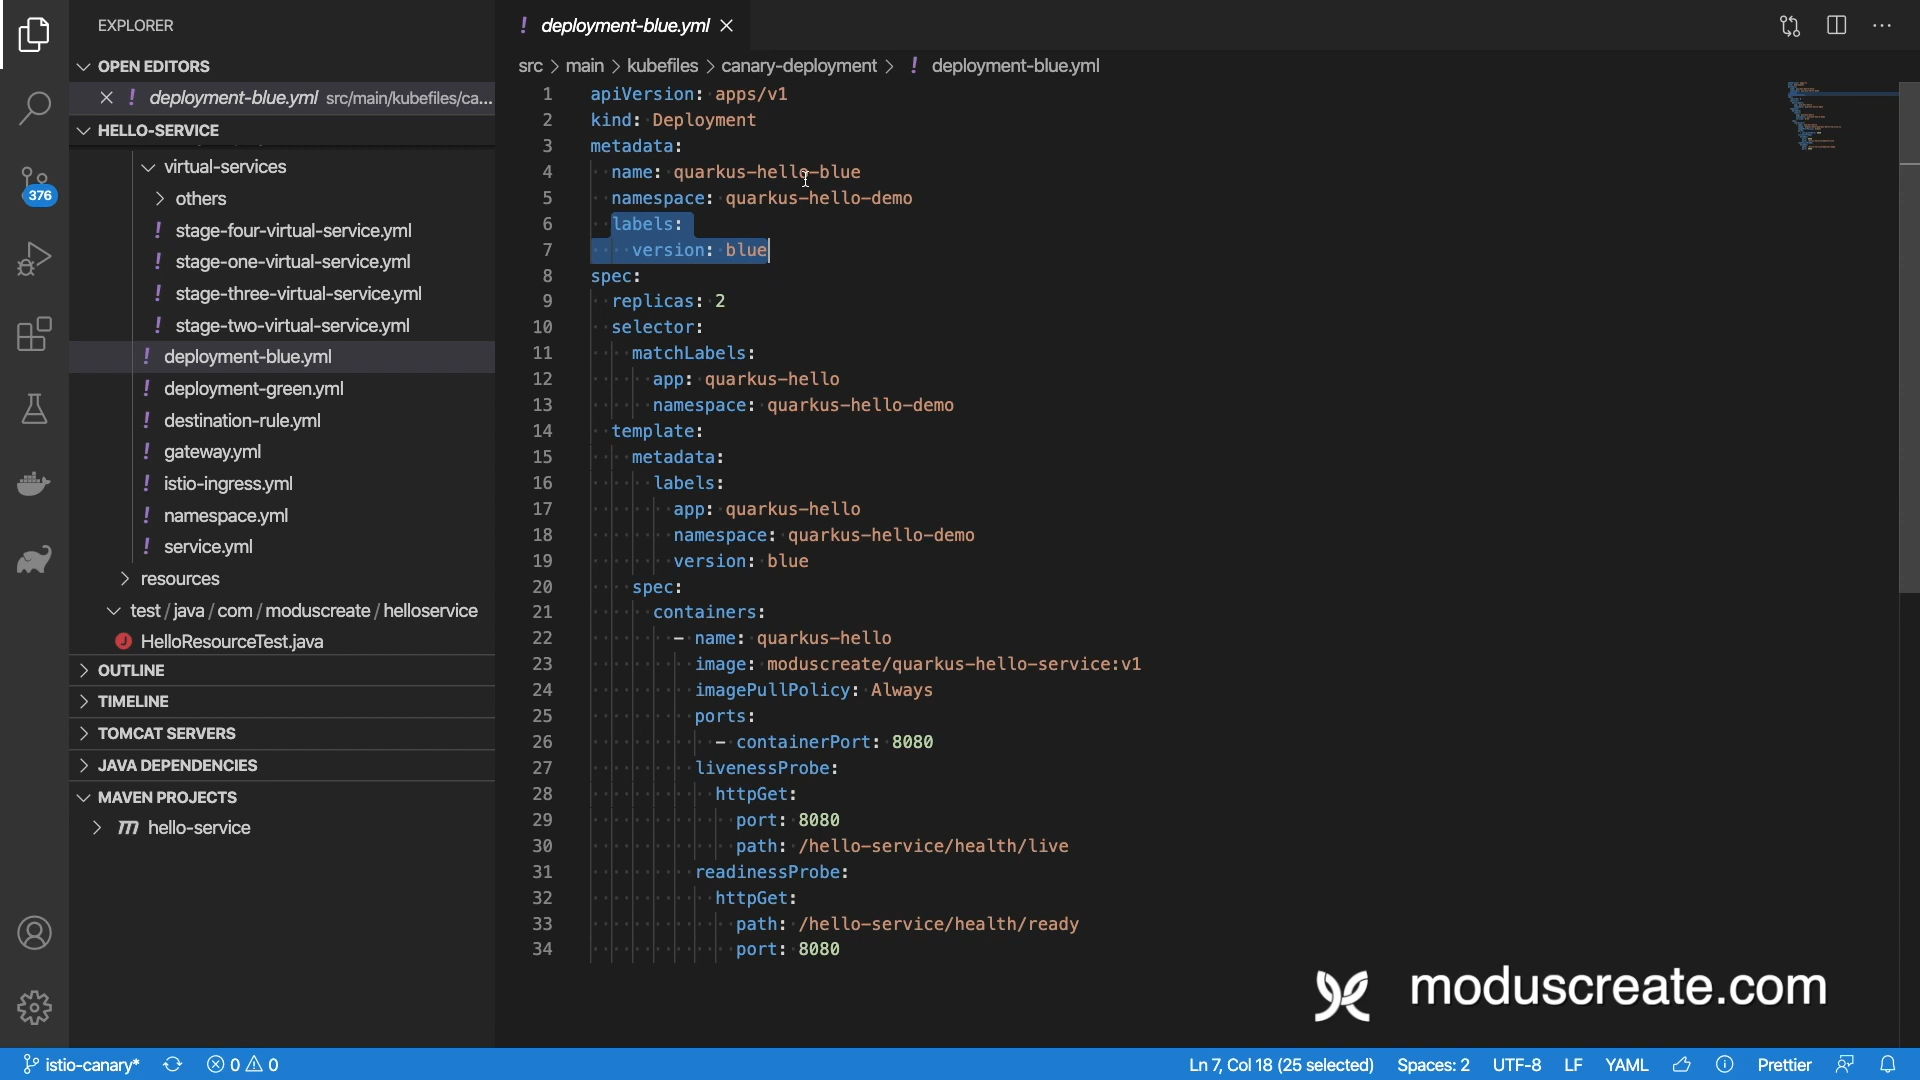 EXPLORER
OPEN EDITORS
deployment-blue.yml src/main/kubefiles/ca...
HELLO-SERVICE
virtual-services
others
stage-four-virtual-service.yml
stage-one-virtual-service.yml
stage-three-virtual-service.yml
stage-two-virtual-service.yml
deployment-blue.yml
deployment-green.yml
destination-rule.yml
gateway.yml
istio-ingress.yml
namespace.yml
service.yml
resources
test / java / com / moduscreate / helloservice
J HelloResourceTest.java
OUTLINE
TIMELINE
TOMCAT SERVERS
JAVA DEPENDENCIES
MAVEN PROJECTS
m hello-service
376
! deployment-blue.yml
src > main > kubefiles > canary-deployment > ! deployment-blue.yml
1 apiVersion: apps/v1
2 kind: Deployment
3 metadata:
4 name: quarkus-hello-blue
5 namespace: quarkus-hello-demo
6 labels:
7 version: blue
8 spec:
9 replicas: 2
10 selector:
11 matchLabels:
12 app: quarkus-hello
13 namespace: quarkus-hello-demo
14 template:
15 metadata:
16 labels:
17 app: quarkus-hello
18 namespace: quarkus-hello-demo
19 version: blue
20 spec:
21 containers:
22 - name: quarkus-hello
23 image: moduscreate/quarkus-hello-service:v1
24 imagePullPolicy: Always
25 ports:
26 - containerPort: 8080
27 livenessProbe:
28 httpGet:
29 port: 8080
30 path: /hello-service/health/live
31 readinessProbe:
32 httpGet:
33 path: /hello-service/health/ready
34 port: 8080
moduscreate.com
istio-canary* 0 0 Ln 7, Col 18 (25 selected) Spaces: 2 UTF-8 LF YAML Prettier